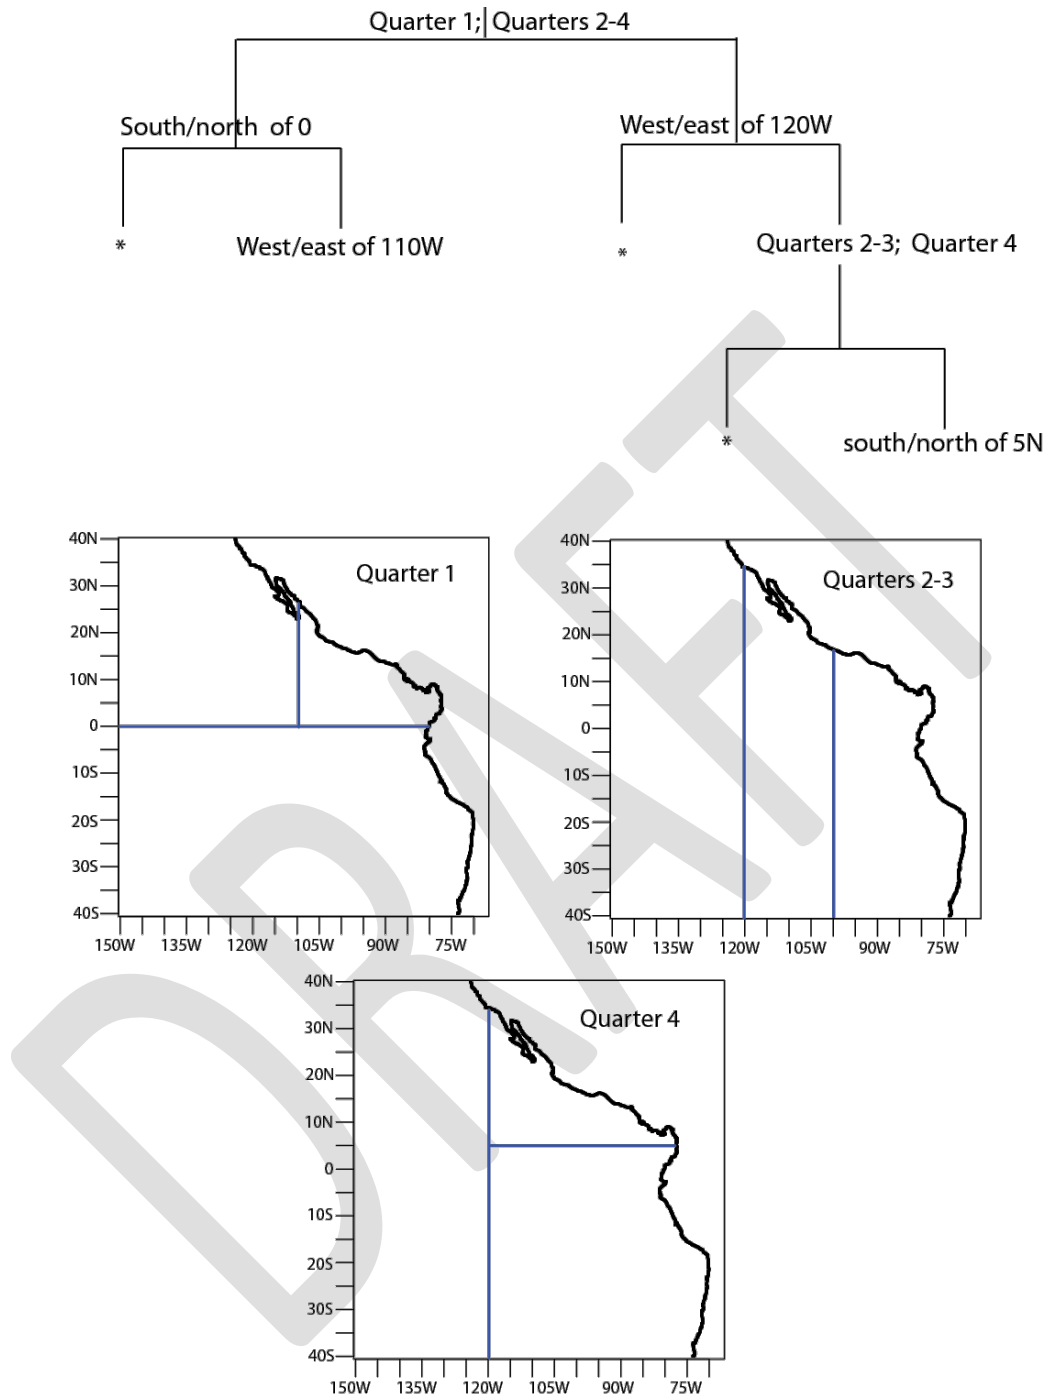 Quarter 1; Quarters 2-4
South/north of 0
West/east of 120W
*
West/east of 110W
*
Quarters 2-3; Quarter 4
*
south/north of 5N
DRAFT
Quarter 1
40N
30N
20N
10N
0
10S
20S
30S
40S
150W 135W 120W 105W 90W 75W
Quarters 2-3
40N
30N
20N
10N
0
10S
20S
30S
40S
150W 135W 120W 105W 90W 75W
Quarter 4
40N
30N
20N
10N
0
10S
20S
30S
40S
150W 135W 120W 105W 90W 75W